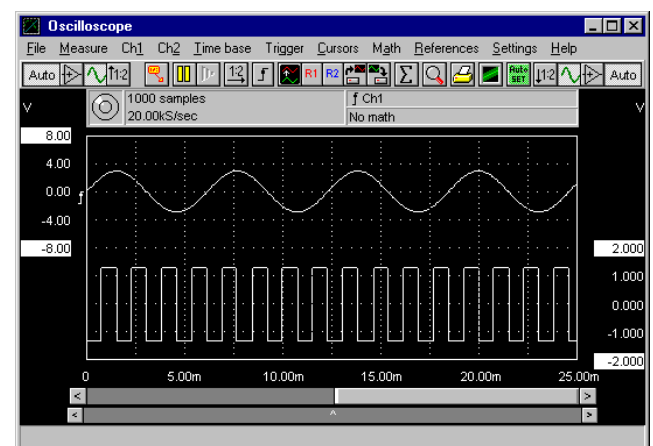 Oscilloscope
File Measure Ch1 Ch2 Time base Trigger Cursors Math References Settings Help
Auto 1:2 1:2 R1 R2 Auto SET 1:2 Auto
1000 samples ƒ Ch1
V V
20.00kS/sec No math
8.00
4.00
0.00
-4.00
-8.00 2.000
1.000
0.000
-1.000
-2.000
0 5.00m 10.00m 15.00m 20.00m 25.00m